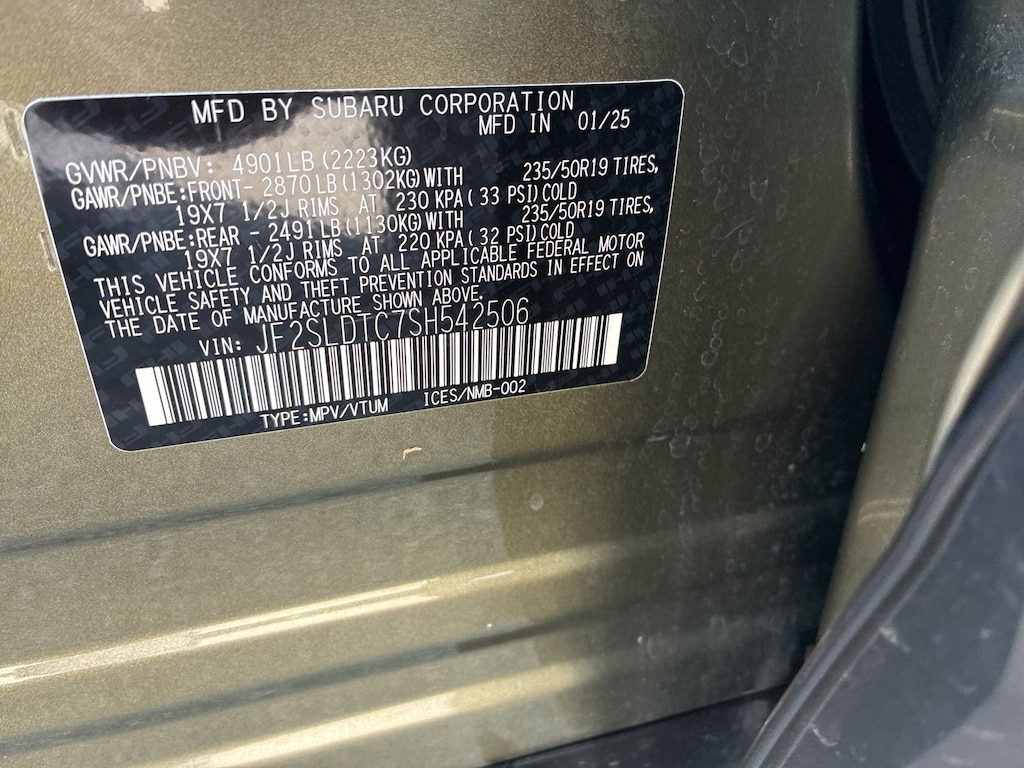 MFD BY SUBARU CORPORATION
MFD IN 01/25
GVWR/PNBV: 4901LB (2223KG)
GAWR/PNBE:FRONT- 2870 LB (1302KG) WITH 235/50R19 TIRES,
19X7 1/2J RIMS AT 230 KPA ( 33 PSI) COLD
GAWR/PNBE:REAR - 2491 LB (1130KG) WITH 235/50R19 TIRES,
19X7 1/2J RIMS AT 220 KPA ( 32 PSI) COLD
THIS VEHICLE CONFORMS TO ALL APPLICABLE FEDERAL MOTOR
VEHICLE SAFETY AND THEFT PREVENTION STANDARDS IN EFFECT ON
THE DATE OF MANUFACTURE SHOWN ABOVE.
VIN: JF2SLDTC7SH542506
TYPE:MPV/VTUM ICES/NMB-002